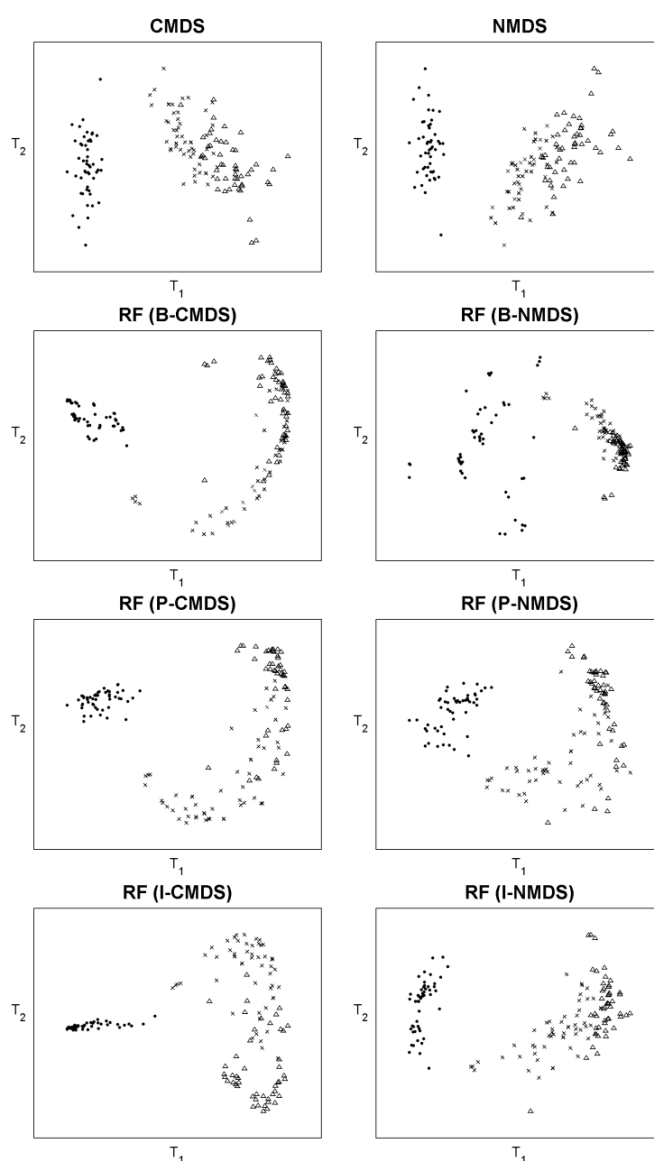 CMDS NMDS
T2 T2
T1 T1
RF (B-CMDS) RF (B-NMDS)
T2 T2
T1 T1
RF (P-CMDS) RF (P-NMDS)
T2 T2
T1 T1
RF (I-CMDS) RF (I-NMDS)
T2 T2
T1 T1